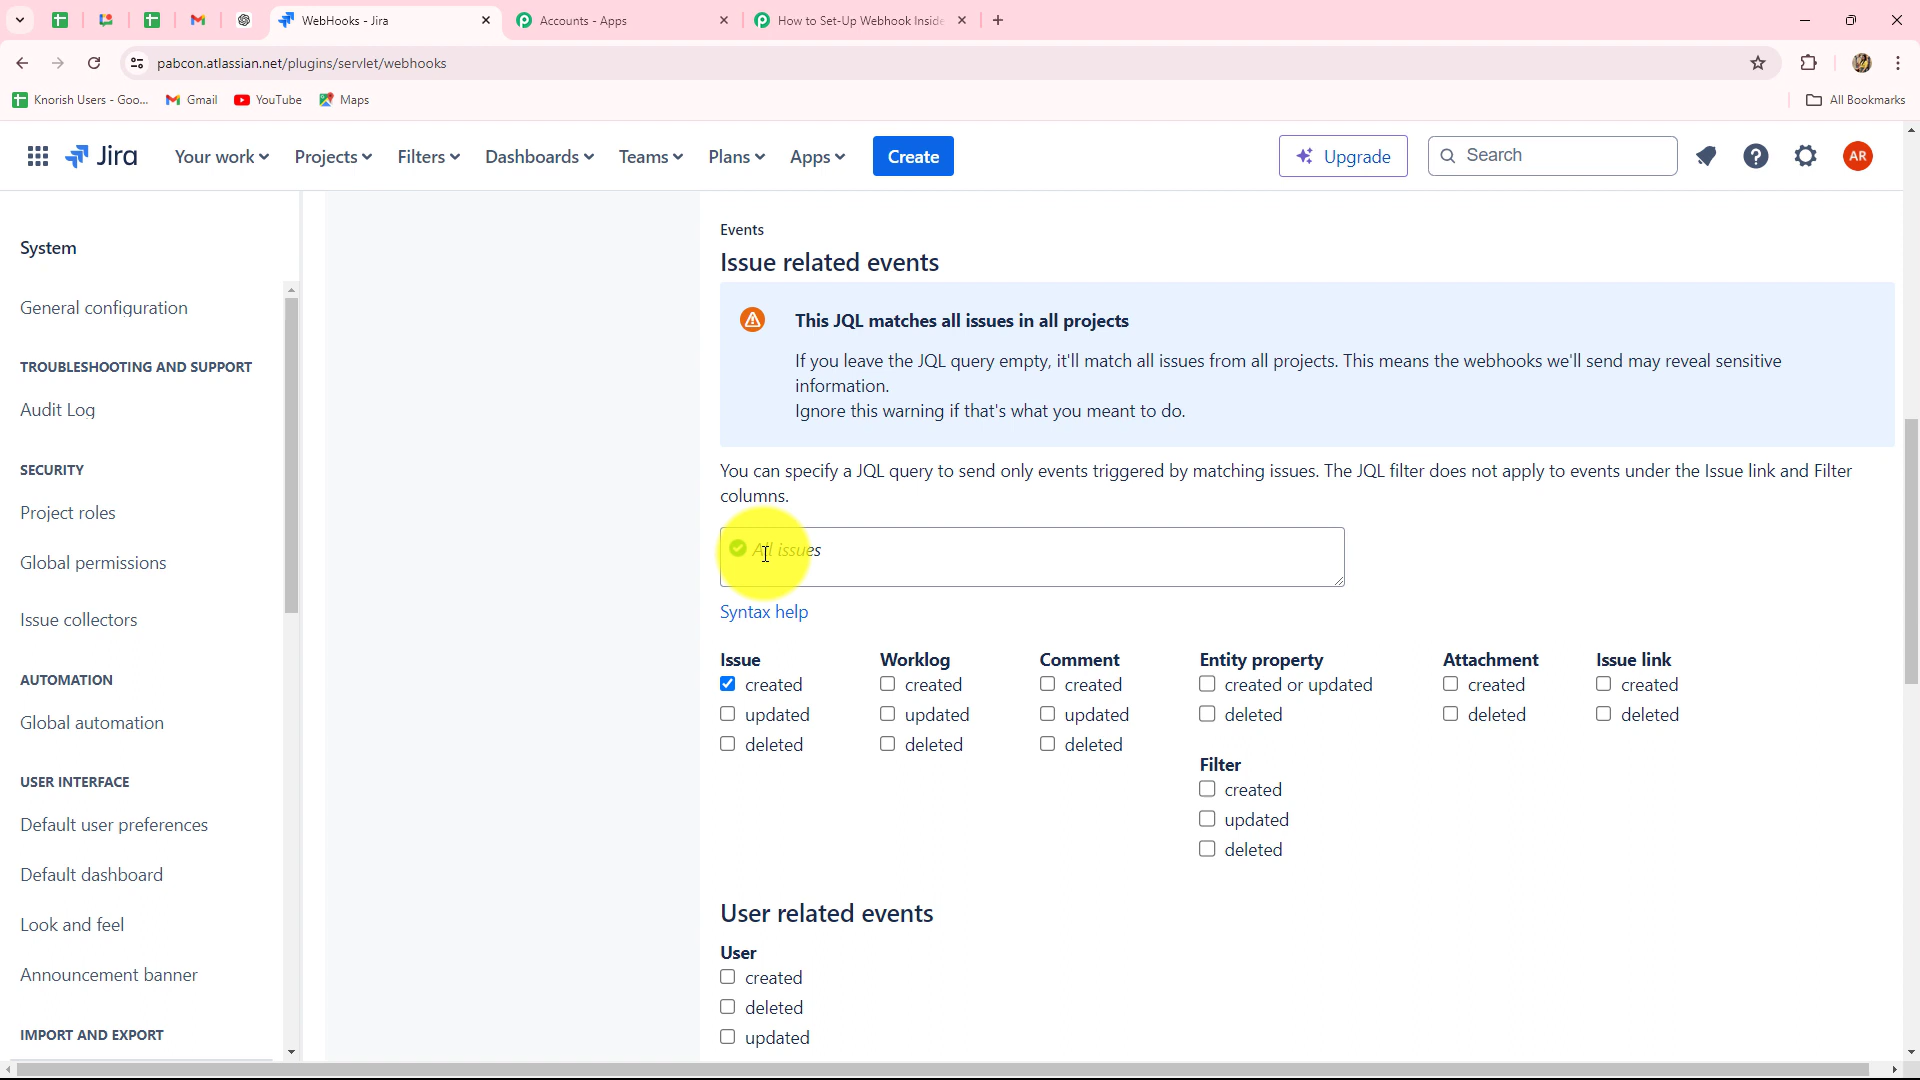 WebHooks - Jira
Accounts - Apps
How to Set-Up Webhook Inside
pabcon.atlassian.net/plugins/servlet/webhooks
Knorish Users - Goo...
Gmail
YouTube
Maps
All Bookmarks
Jira
Your work
Projects
Filters
Dashboards
Teams
Plans
Apps
Create
Upgrade
Search
AR
System
General configuration
TROUBLESHOOTING AND SUPPORT
Audit Log
SECURITY
Project roles
Global permissions
Issue collectors
AUTOMATION
Global automation
USER INTERFACE
Default user preferences
Default dashboard
Look and feel
Announcement banner
IMPORT AND EXPORT
Events
Issue related events
This JQL matches all issues in all projects
If you leave the JQL query empty, it'll match all issues from all projects. This means the webhooks we'll send may reveal sensitive
information.
Ignore this warning if that's what you meant to do.
You can specify a JQL query to send only events triggered by matching issues. The JQL filter does not apply to events under the Issue link and Filter
columns.
All issues
Syntax help
Issue
created
updated
deleted
Worklog
created
updated
deleted
Comment
created
updated
deleted
Entity property
created or updated
deleted
Filter
created
updated
deleted
Attachment
created
deleted
Issue link
created
deleted
User related events
User
created
deleted
updated